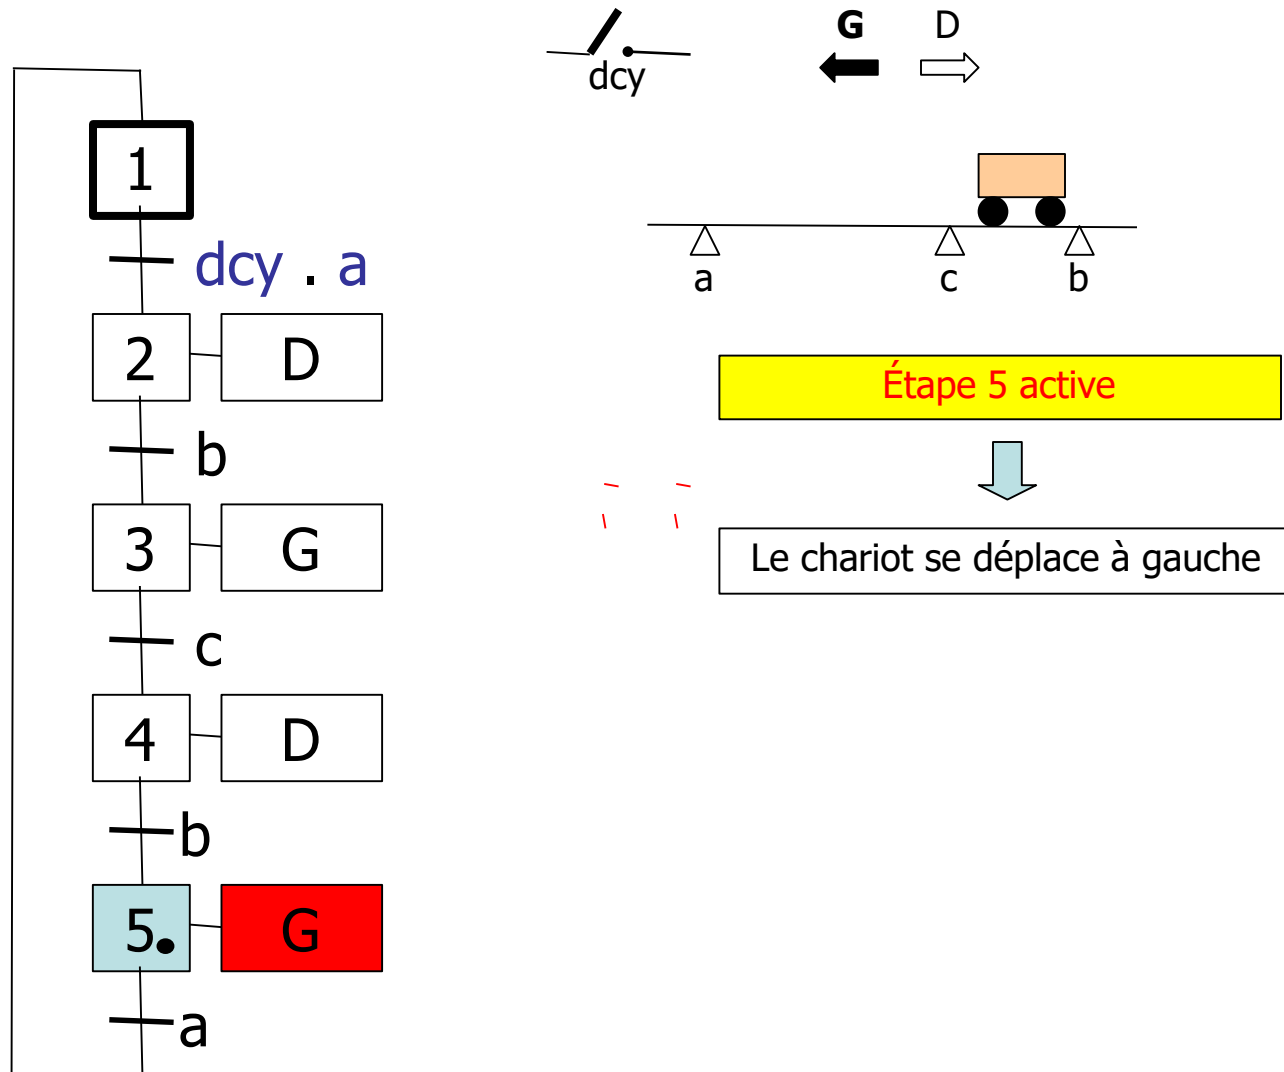 dcy
G D
1
dcy . a
a c b
2 D
Étape 5 active
b
3 G
Le chariot se déplace à gauche
c
4 D
b
5 G
a